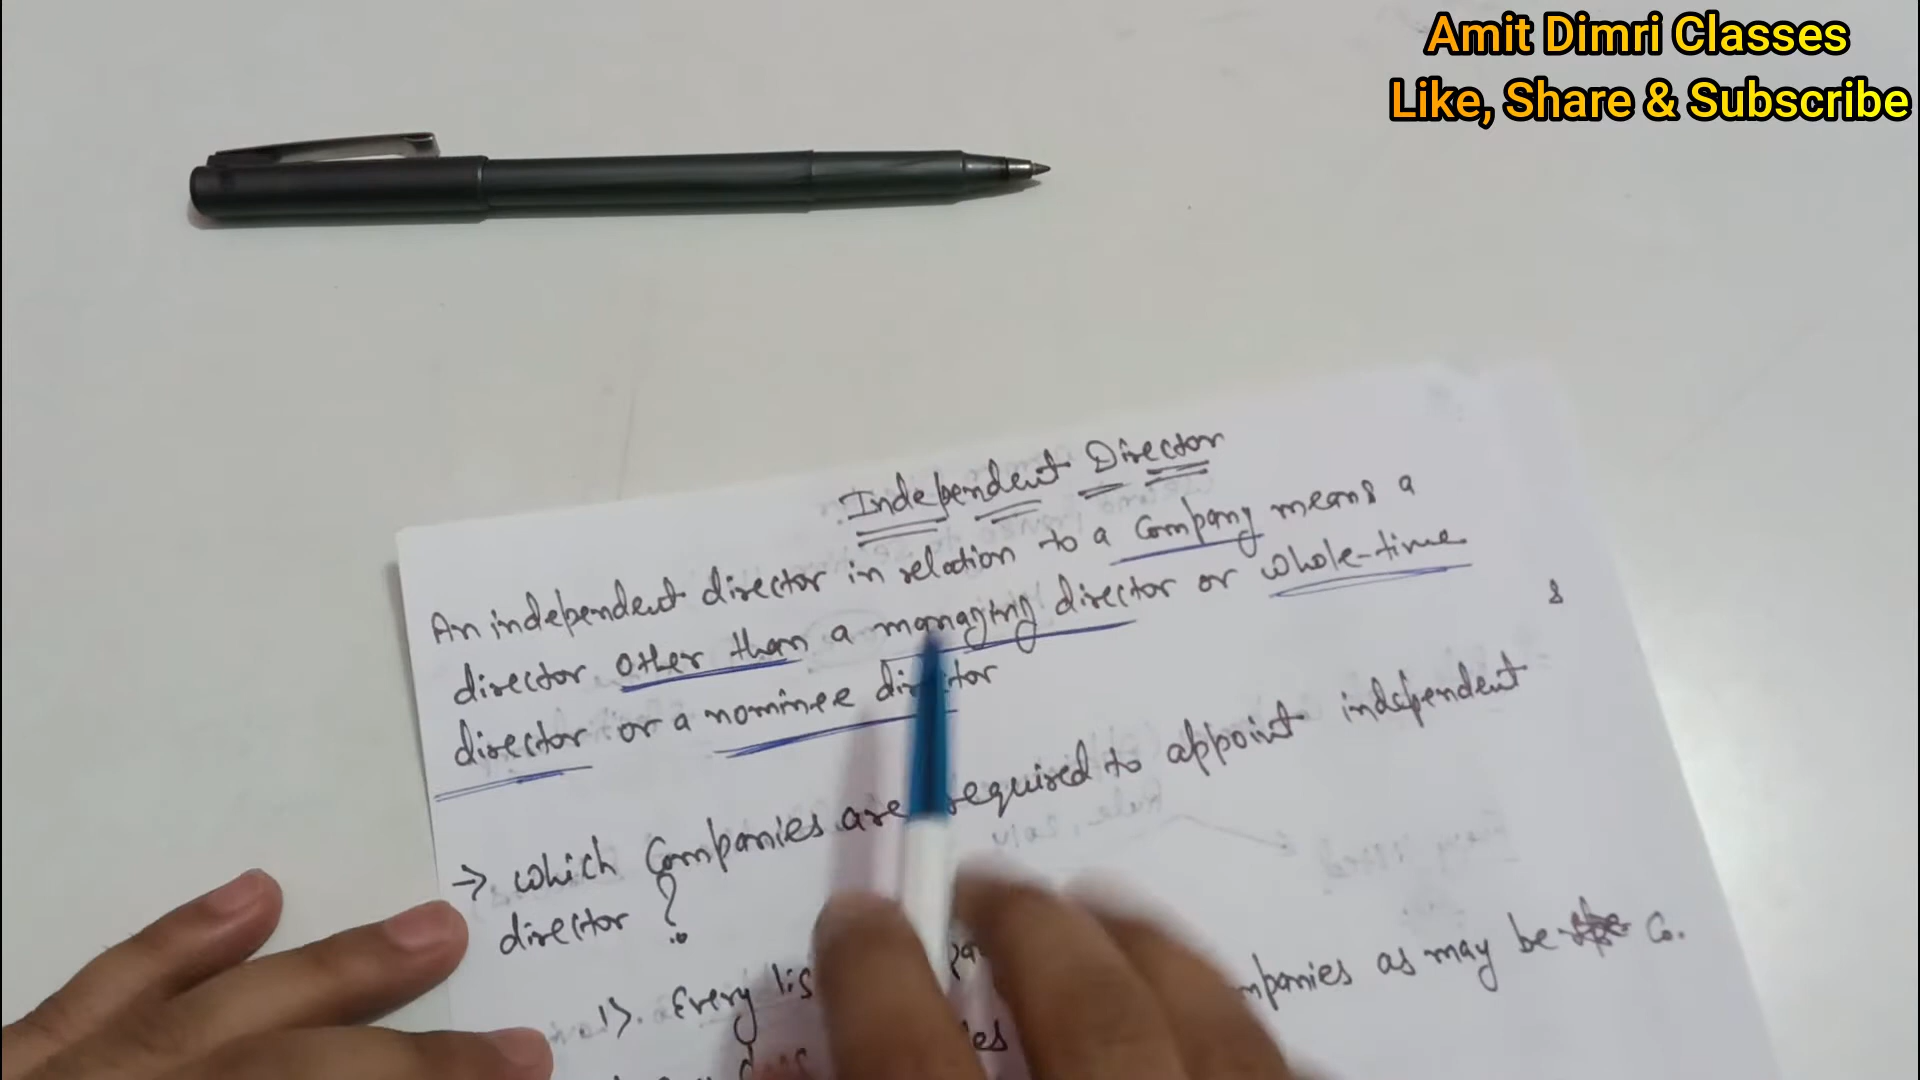 Amit Dimri Classes
Like, Share & Subscribe
Independent Director
An independent director in relation to a company means a
director other than a managing director or whole-time
director or a nominee director
→ which Companies are required to appoint independent
director ?
1). Every
mpanies as may be Co.